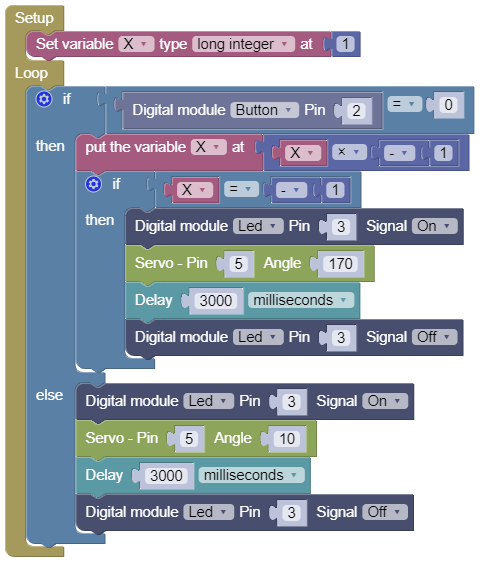 Setup
Set variable X type long integer at 1
Loop
if Digital module Button Pin 2 = 0
then put the variable X at X × - 1
if X = - 1
then Digital module Led Pin 3 Signal On
Servo - Pin 5 Angle 170
Delay 3000 milliseconds
Digital module Led Pin 3 Signal Off
else Digital module Led Pin 3 Signal On
Servo - Pin 5 Angle 10
Delay 3000 milliseconds
Digital module Led Pin 3 Signal Off